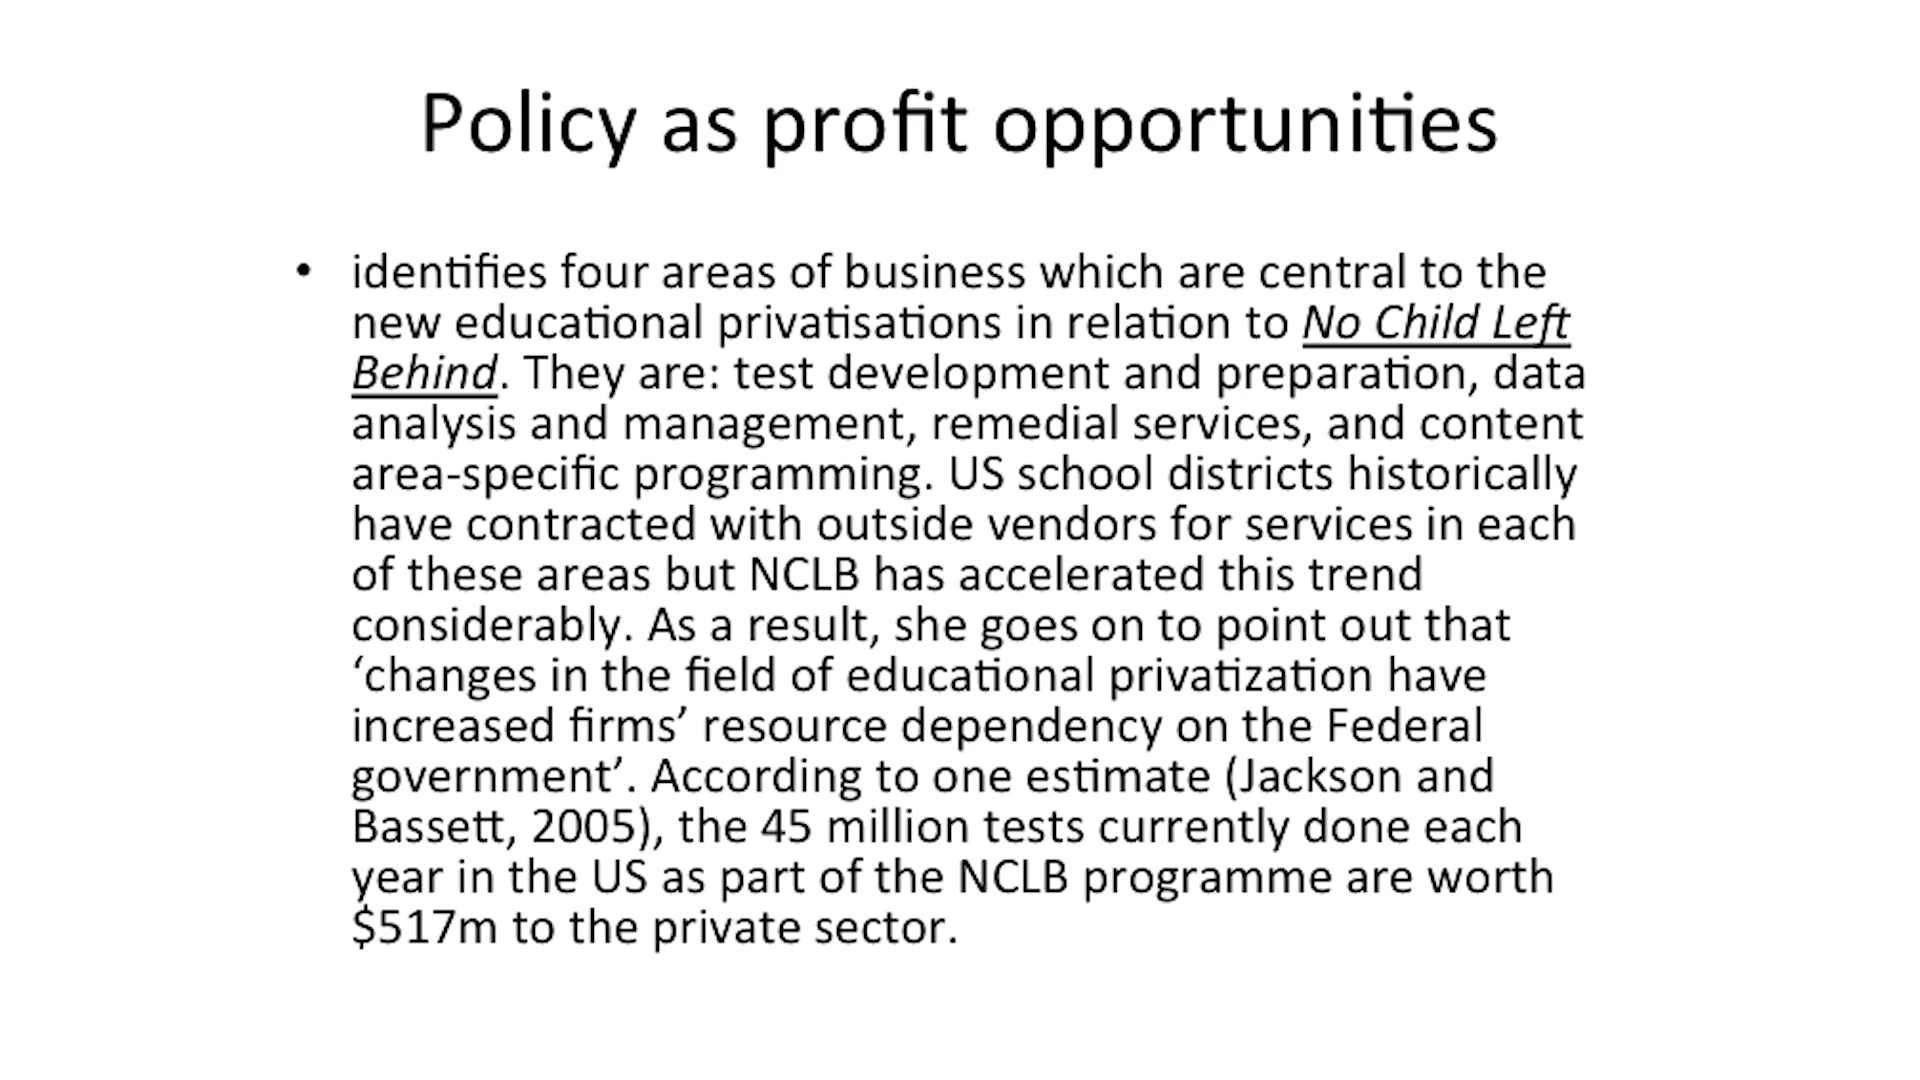 Policy as profit opportunities
• identifies four areas of business which are central to the
new educational privatisations in relation to No Child Left
Behind. They are: test development and preparation, data
analysis and management, remedial services, and content
area-specific programming. US school districts historically
have contracted with outside vendors for services in each
of these areas but NCLB has accelerated this trend
considerably. As a result, she goes on to point out that
‘changes in the field of educational privatization have
increased firms’ resource dependency on the Federal
government’. According to one estimate (Jackson and
Bassett, 2005), the 45 million tests currently done each
year in the US as part of the NCLB programme are worth
$517m to the private sector.